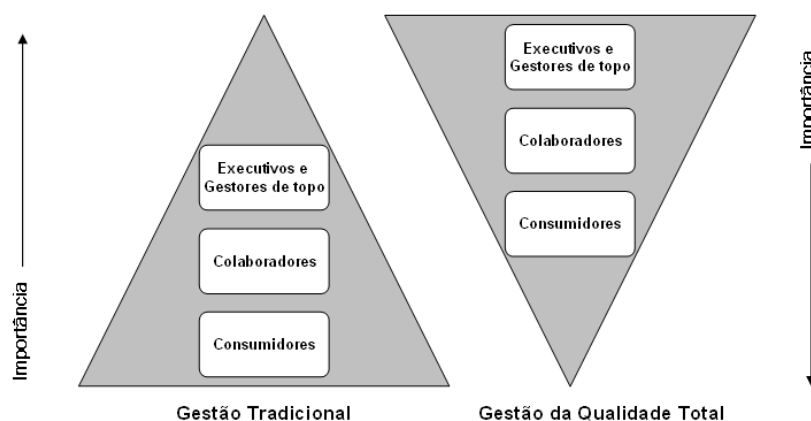 Importância
Executivos e
Gestores de topo
Colaboradores
Consumidores
Gestão Tradicional
Executivos e
Gestores de topo
Colaboradores
Consumidores
Gestão da Qualidade Total
Importância